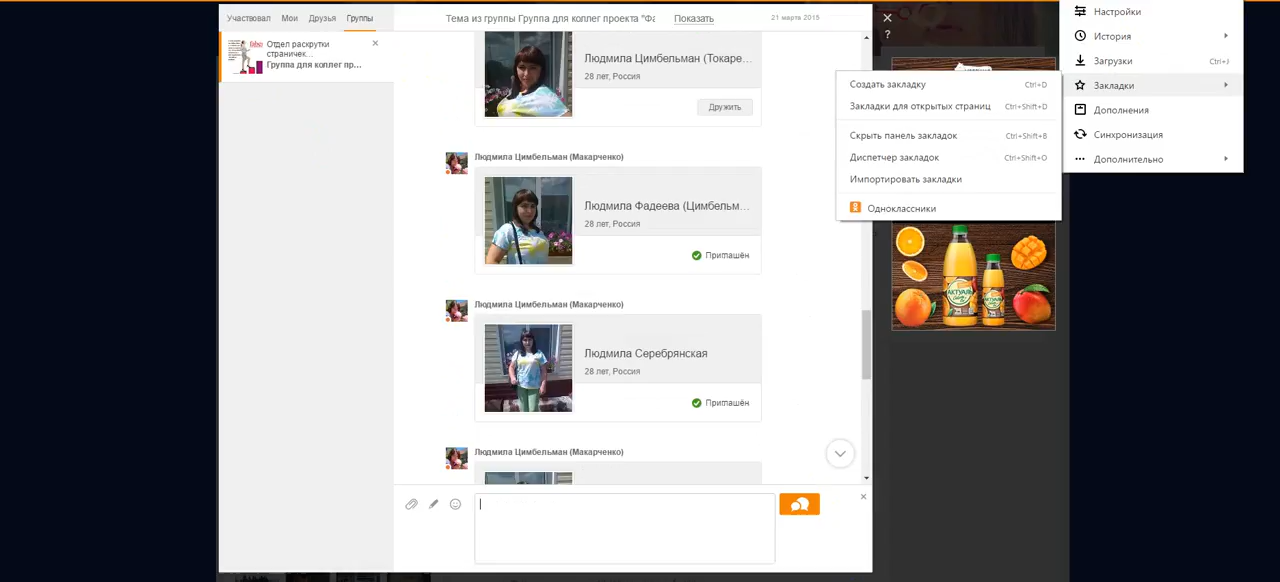 Участвовал Мои Друзья Группы
Отдел раскрутки
страничек...
Группа для коллег пр...
Тема из группы Группа для коллег проекта "Фа
Показать
21 марта 2015
?
Людмила Цимбельман (Токаре...
28 лет, Россия
Дружить
Людмила Цимбельман (Макарченко)
Людмила Фадеева (Цимбельм...
28 лет, Россия
Приглашён
Людмила Цимбельман (Макарченко)
Людмила Серебрянская
28 лет, Россия
Приглашён
Людмила Цимбельман (Макарченко)
Создать закладку Ctrl+D
Закладки для открытых страниц Ctrl+Shift+D
Скрыть панель закладок Ctrl+Shift+B
Диспетчер закладок Ctrl+Shift+O
Импортировать закладки
Одноклассники
Настройки
История
Загрузки Ctrl+J
Закладки
Дополнения
Синхронизация
Дополнительно
АКТУАЛЬ
АКТУАЛЬ